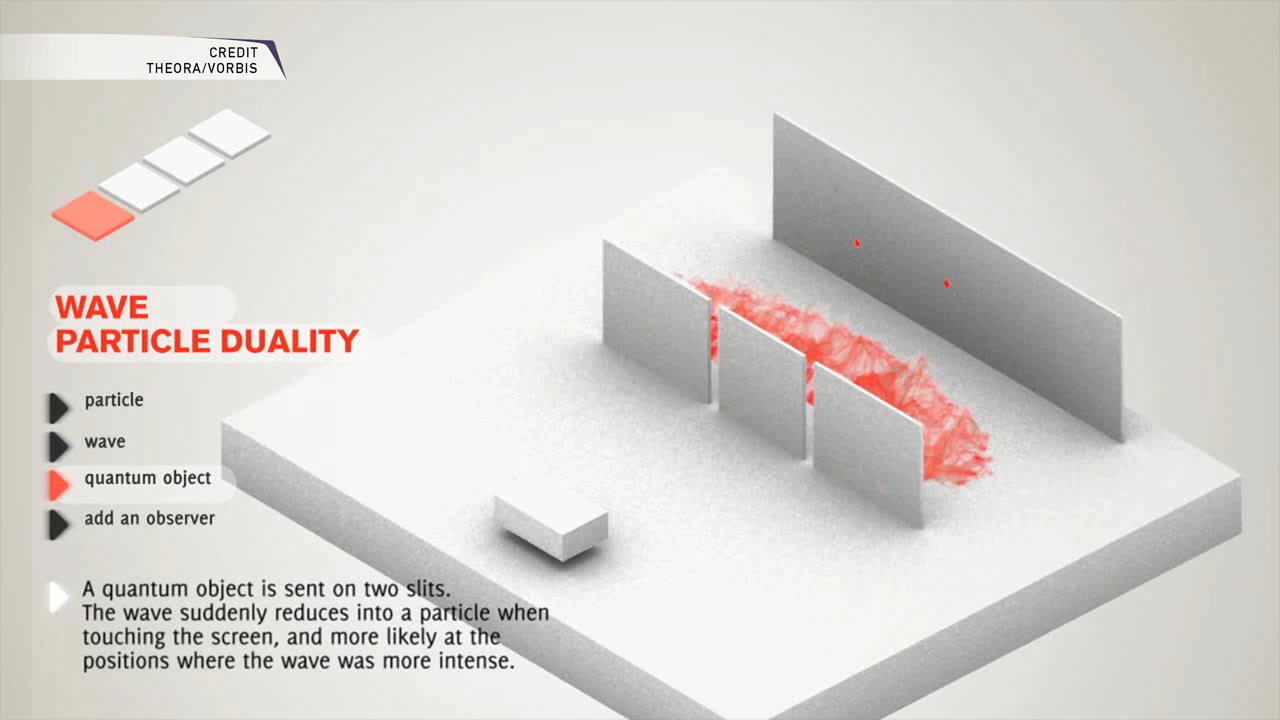 CREDIT
THEORA/VORBIS
WAVE
PARTICLE DUALITY
particle
wave
quantum object
add an observer
A quantum object is sent on two slits.
The wave suddenly reduces into a particle when
touching the screen, and more likely at the
positions where the wave was more intense.